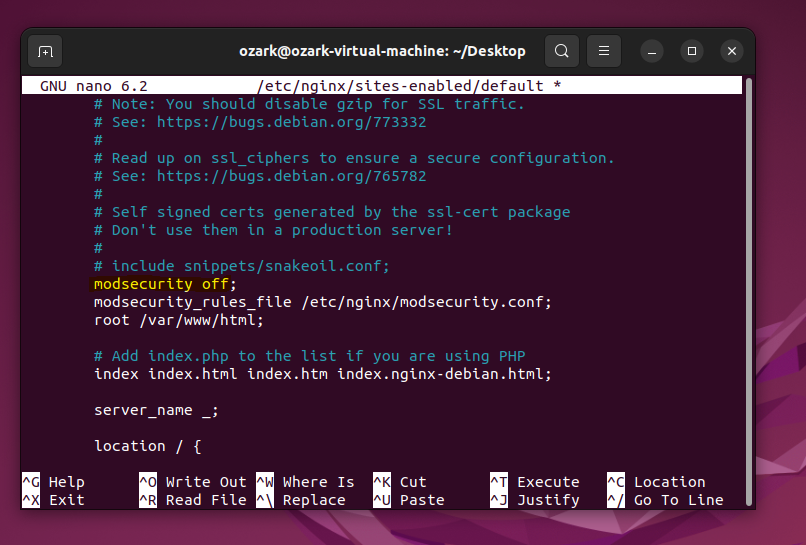 ozark@ozark-virtual-machine: ~/Desktop
GNU nano 6.2 /etc/nginx/sites-enabled/default *
# Note: You should disable gzip for SSL traffic.
# See: https://bugs.debian.org/773332
#
# Read up on ssl_ciphers to ensure a secure configuration.
# See: https://bugs.debian.org/765782
#
# Self signed certs generated by the ssl-cert package
# Don't use them in a production server!
#
# include snippets/snakeoil.conf;
modsecurity off;
modsecurity_rules_file /etc/nginx/modsecurity.conf;
root /var/www/html;
# Add index.php to the list if you are using PHP
index index.html index.htm index.nginx-debian.html;
server_name _;
location / {
^G Help ^O Write Out ^W Where Is ^K Cut ^T Execute ^C Location
^X Exit ^R Read File ^\ Replace ^U Paste ^J Justify ^/ Go To Line